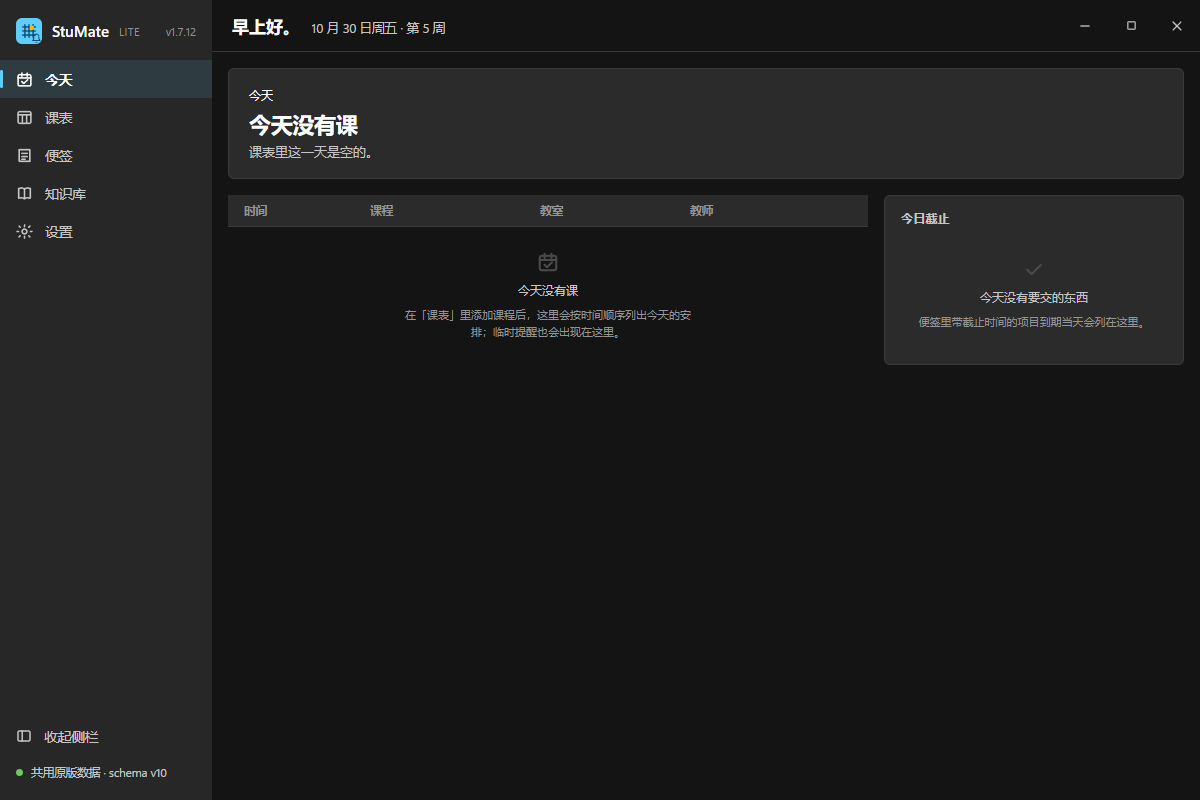 StuMate LITE v1.7.12
今天
课表
便签
知识库
设置
收起侧栏
共用原版数据 · schema v10
早上好。 10 月 30 日周五 · 第 5 周
今天
今天没有课
课表里这一天是空的。
时间 课程 教室 教师
今天没有课
在「课表」里添加课程后，这里会按时间顺序列出今天的安
排；临时提醒也会出现在这里。
今日截止
今天没有要交的东西
便签里带截止时间的项目到期当天会列在这里。